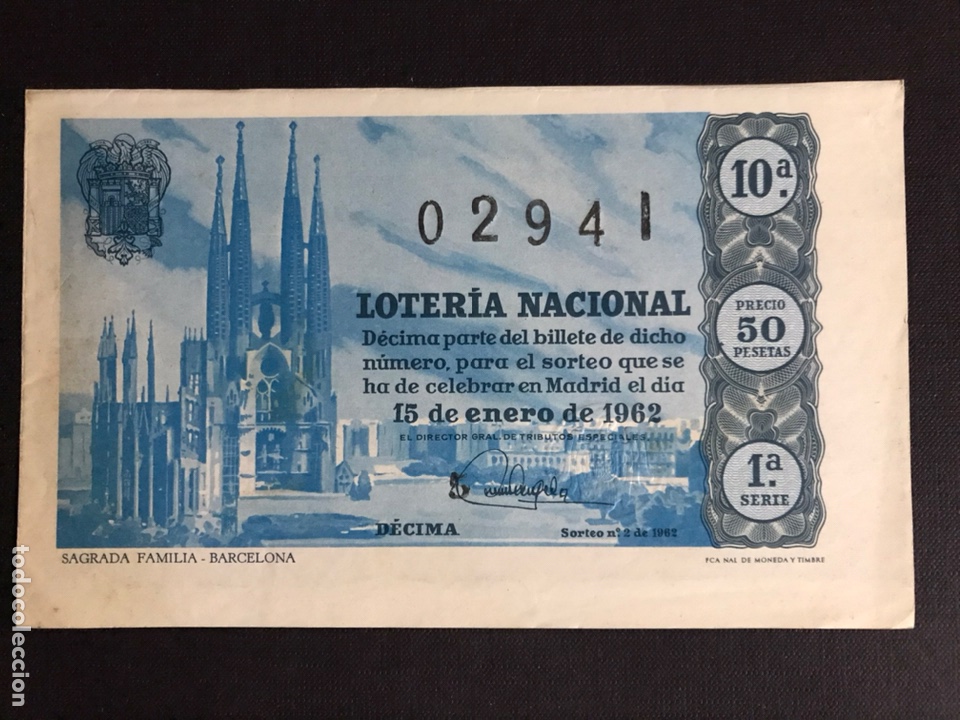 02941
LOTERÍA NACIONAL
Décima parte del billete de dicho
número, para el sorteo que se
ha de celebrar en Madrid el dia
15 de enero de 1962
EL DIRECTOR GRAL. DE TRIBUTOS ESPECIALES,
DÉCIMA
Sorteo nº 2 de 1962
10ª.
PRECIO
50
PESETAS
1ª.
SERIE
SAGRADA FAMILIA - BARCELONA
FCA NAL DE MONEDA Y TIMBRE
todocoleccion